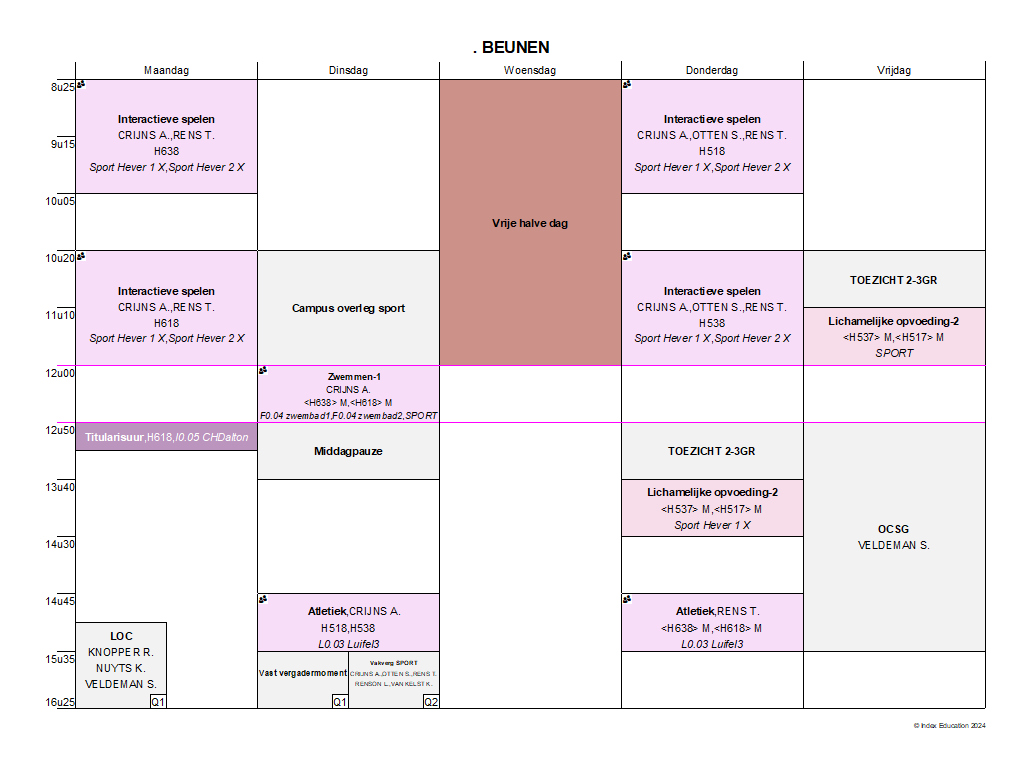 . BEUNEN
Maandag
Dinsdag
Woensdag
Donderdag
Vrijdag
8u25
9u15
10u05
10u20
11u10
12u00
12u50
13u40
14u30
14u45
15u35
16u25
Interactieve spelen
CRIJNS A.,RENS T.
H638
Sport Hever 1 X,Sport Hever 2 X
Interactieve spelen
CRIJNS A.,RENS T.
H618
Sport Hever 1 X,Sport Hever 2 X
Titularisuur,H618,I0.05 CHDalton
LOC
KNOPPER R.
NUYTS K.
VELDEMAN S.
Q1
Campus overleg sport
Zwemmen-1
CRIJNS A.
<H638> M,<H618> M
F0.04 zwembad1,F0.04 zwembad2,SPORT
Middagpauze
Atletiek,CRIJNS A.
H518,H538
L0.03 Luifel3
Vast vergadermoment
Q1
Vakverg SPORT
CRIJNS A.,OTTEN S.,RENS T.
RENSON L.,VAN KELST K.
Q2
Vrije halve dag
Interactieve spelen
CRIJNS A.,OTTEN S.,RENS T.
H518
Sport Hever 1 X,Sport Hever 2 X
Interactieve spelen
CRIJNS A.,OTTEN S.,RENS T.
H538
Sport Hever 1 X,Sport Hever 2 X
TOEZICHT 2-3GR
Lichamelijke opvoeding-2
<H537> M,<H517> M
Sport Hever 1 X
Atletiek,RENS T.
<H638> M,<H618> M
L0.03 Luifel3
TOEZICHT 2-3GR
Lichamelijke opvoeding-2
<H537> M,<H517> M
SPORT
OCSG
VELDEMAN S.
© Index Education 2024